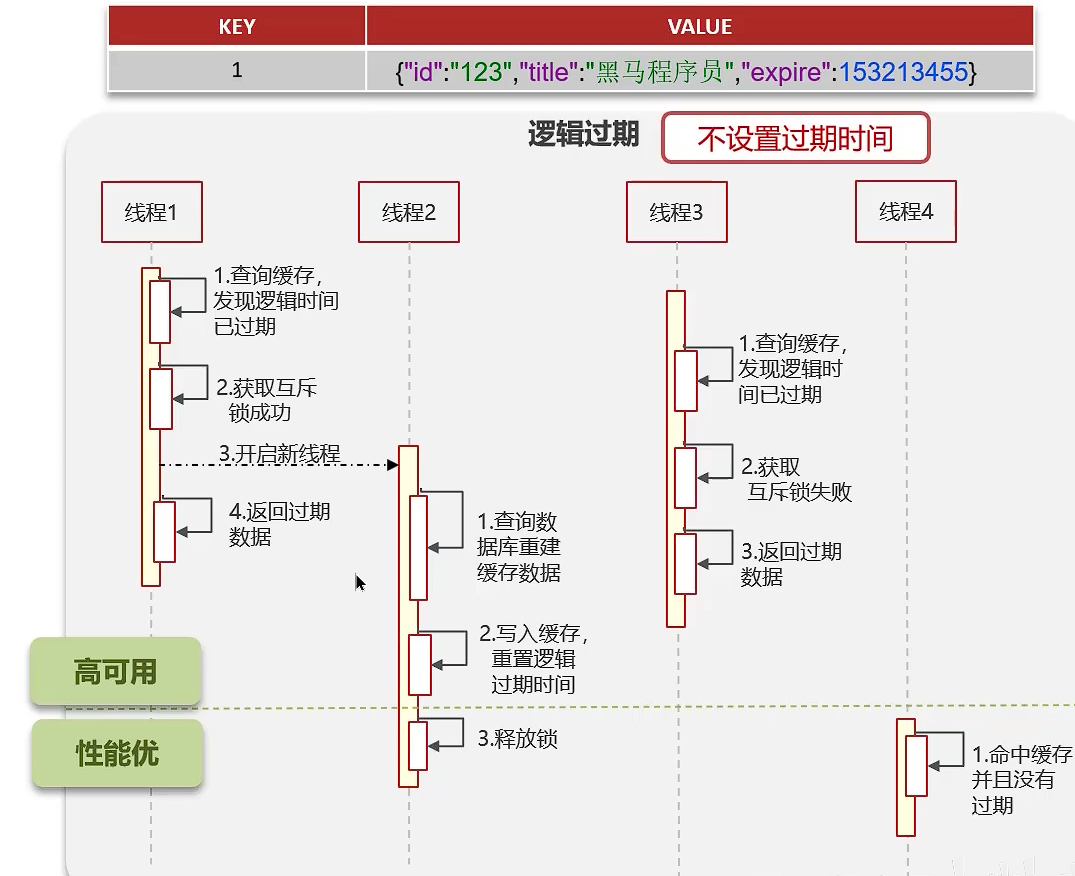 KEY VALUE
1 {"id":"123","title":"黑马程序员","expire":153213455}
逻辑过期 不设置过期时间
线程1 线程2 线程3 线程4
1.查询缓存，
发现逻辑时间
已过期
2.获取互斥
锁成功
3.开启新线程
4.返回过期
数据
1.查询数
据库重建
缓存数据
2.写入缓存，
重置逻辑
过期时间
3.释放锁
1.查询缓存，
发现逻辑时
间已过期
2.获取
互斥锁失败
3.返回过期
数据
1.命中缓存
并且没有
过期
高可用
性能优